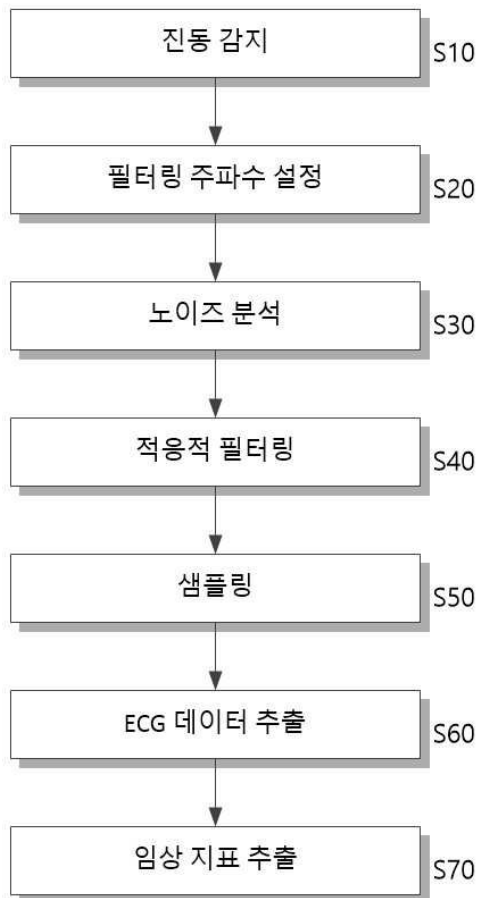 진동 감지
S10
필터링 주파수 설정
S20
노이즈 분석
S30
적응적 필터링
S40
샘플링
S50
ECG 데이터 추출
S60
임상 지표 추출
S70